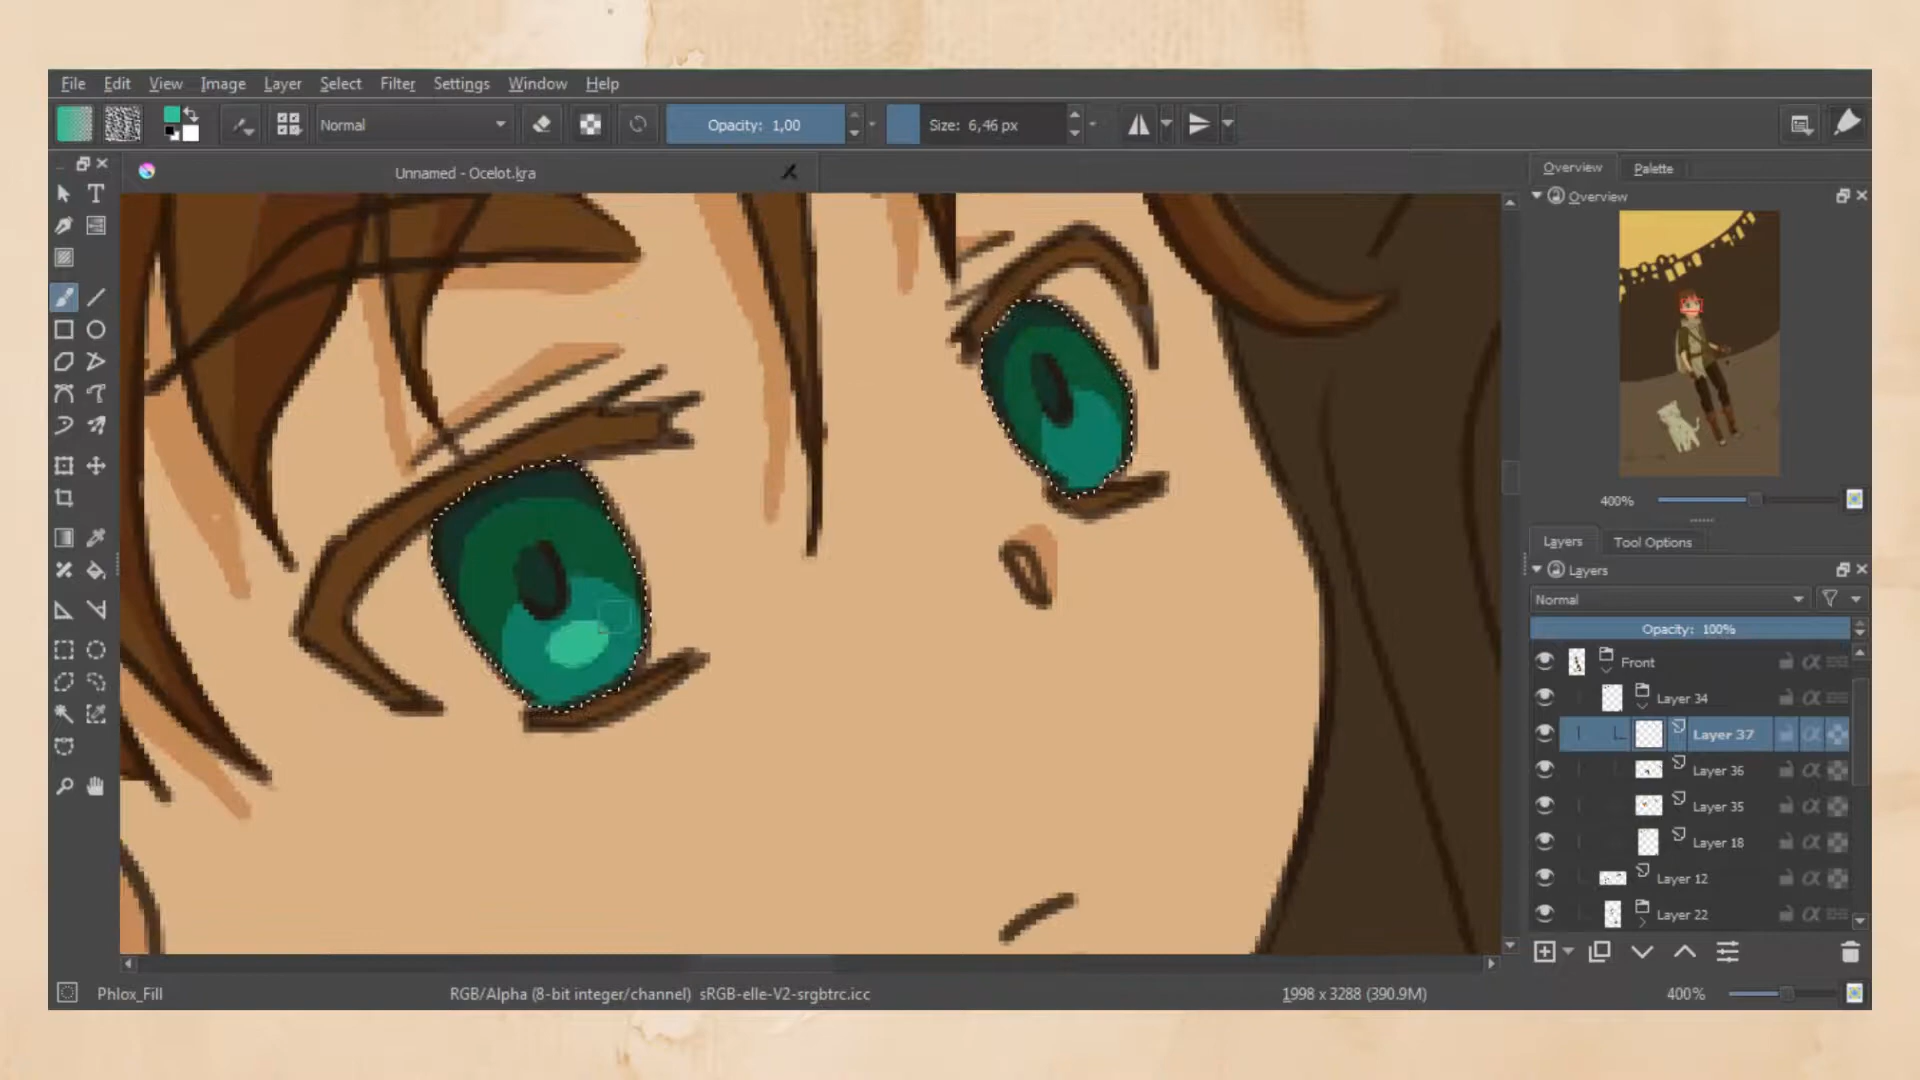 File Edit View Image Layer Select Filter Settings Window Help
Normal
Opacity: 1,00
Size: 6,46 px
Unnamed - Ocelot.kra
Overview Palette
Overview
400%
Layers Tool Options
Layers
Normal
Opacity: 100%
Front
Layer 34
Layer 37
Layer 36
Layer 35
Layer 18
Layer 12
Layer 22
Phlox_Fill
RGB/Alpha (8-bit integer/channel) sRGB-elle-V2-srgbtrc.icc
1998 x 3288 (390.9M)
400%